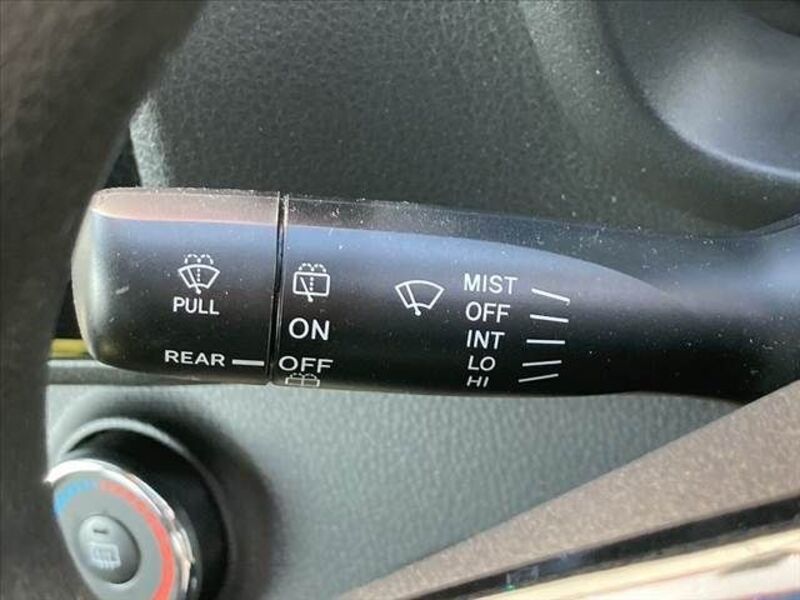 PULL
REAR
ON
OFF
MIST
OFF
INT
LO
HI